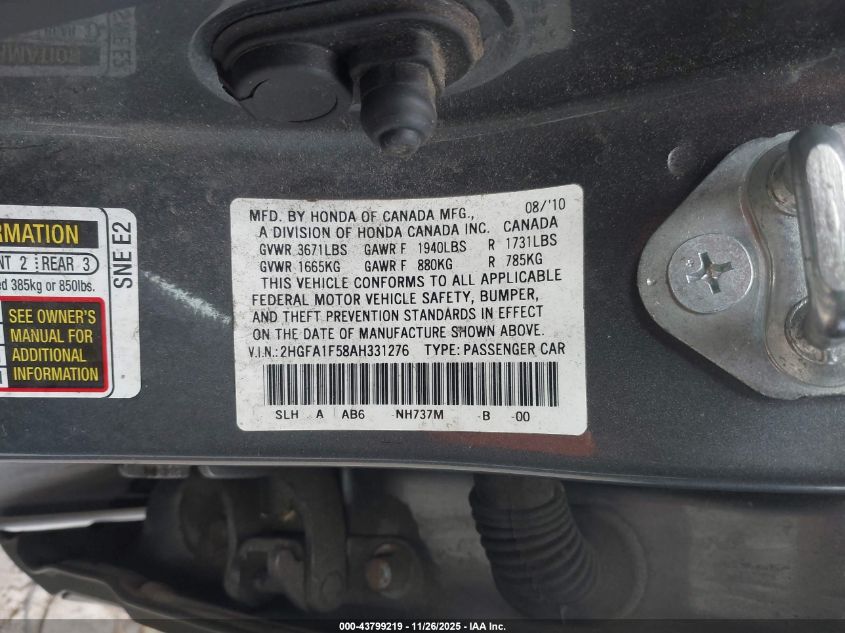 MFD. BY HONDA OF CANADA MFG., 08/'10
A DIVISION OF HONDA CANADA INC. CANADA
GVWR 3671LBS GAWR F 1940LBS R 1731LBS
GVWR 1665KG GAWR F 880KG R 785KG
THIS VEHICLE CONFORMS TO ALL APPLICABLE
FEDERAL MOTOR VEHICLE SAFETY, BUMPER,
AND THEFT PREVENTION STANDARDS IN EFFECT
ON THE DATE OF MANUFACTURE SHOWN ABOVE.
V.I.N.: 2HGFA1F58AH331276 TYPE: PASSENGER CAR
SLH A AB6 NH737M B 00
2 REAR 3
385kg or 850lbs.
SEE OWNER'S
MANUAL FOR
ADDITIONAL
INFORMATION
SNE E2
000-43799219 - 11/26/2025 - IAA Inc.